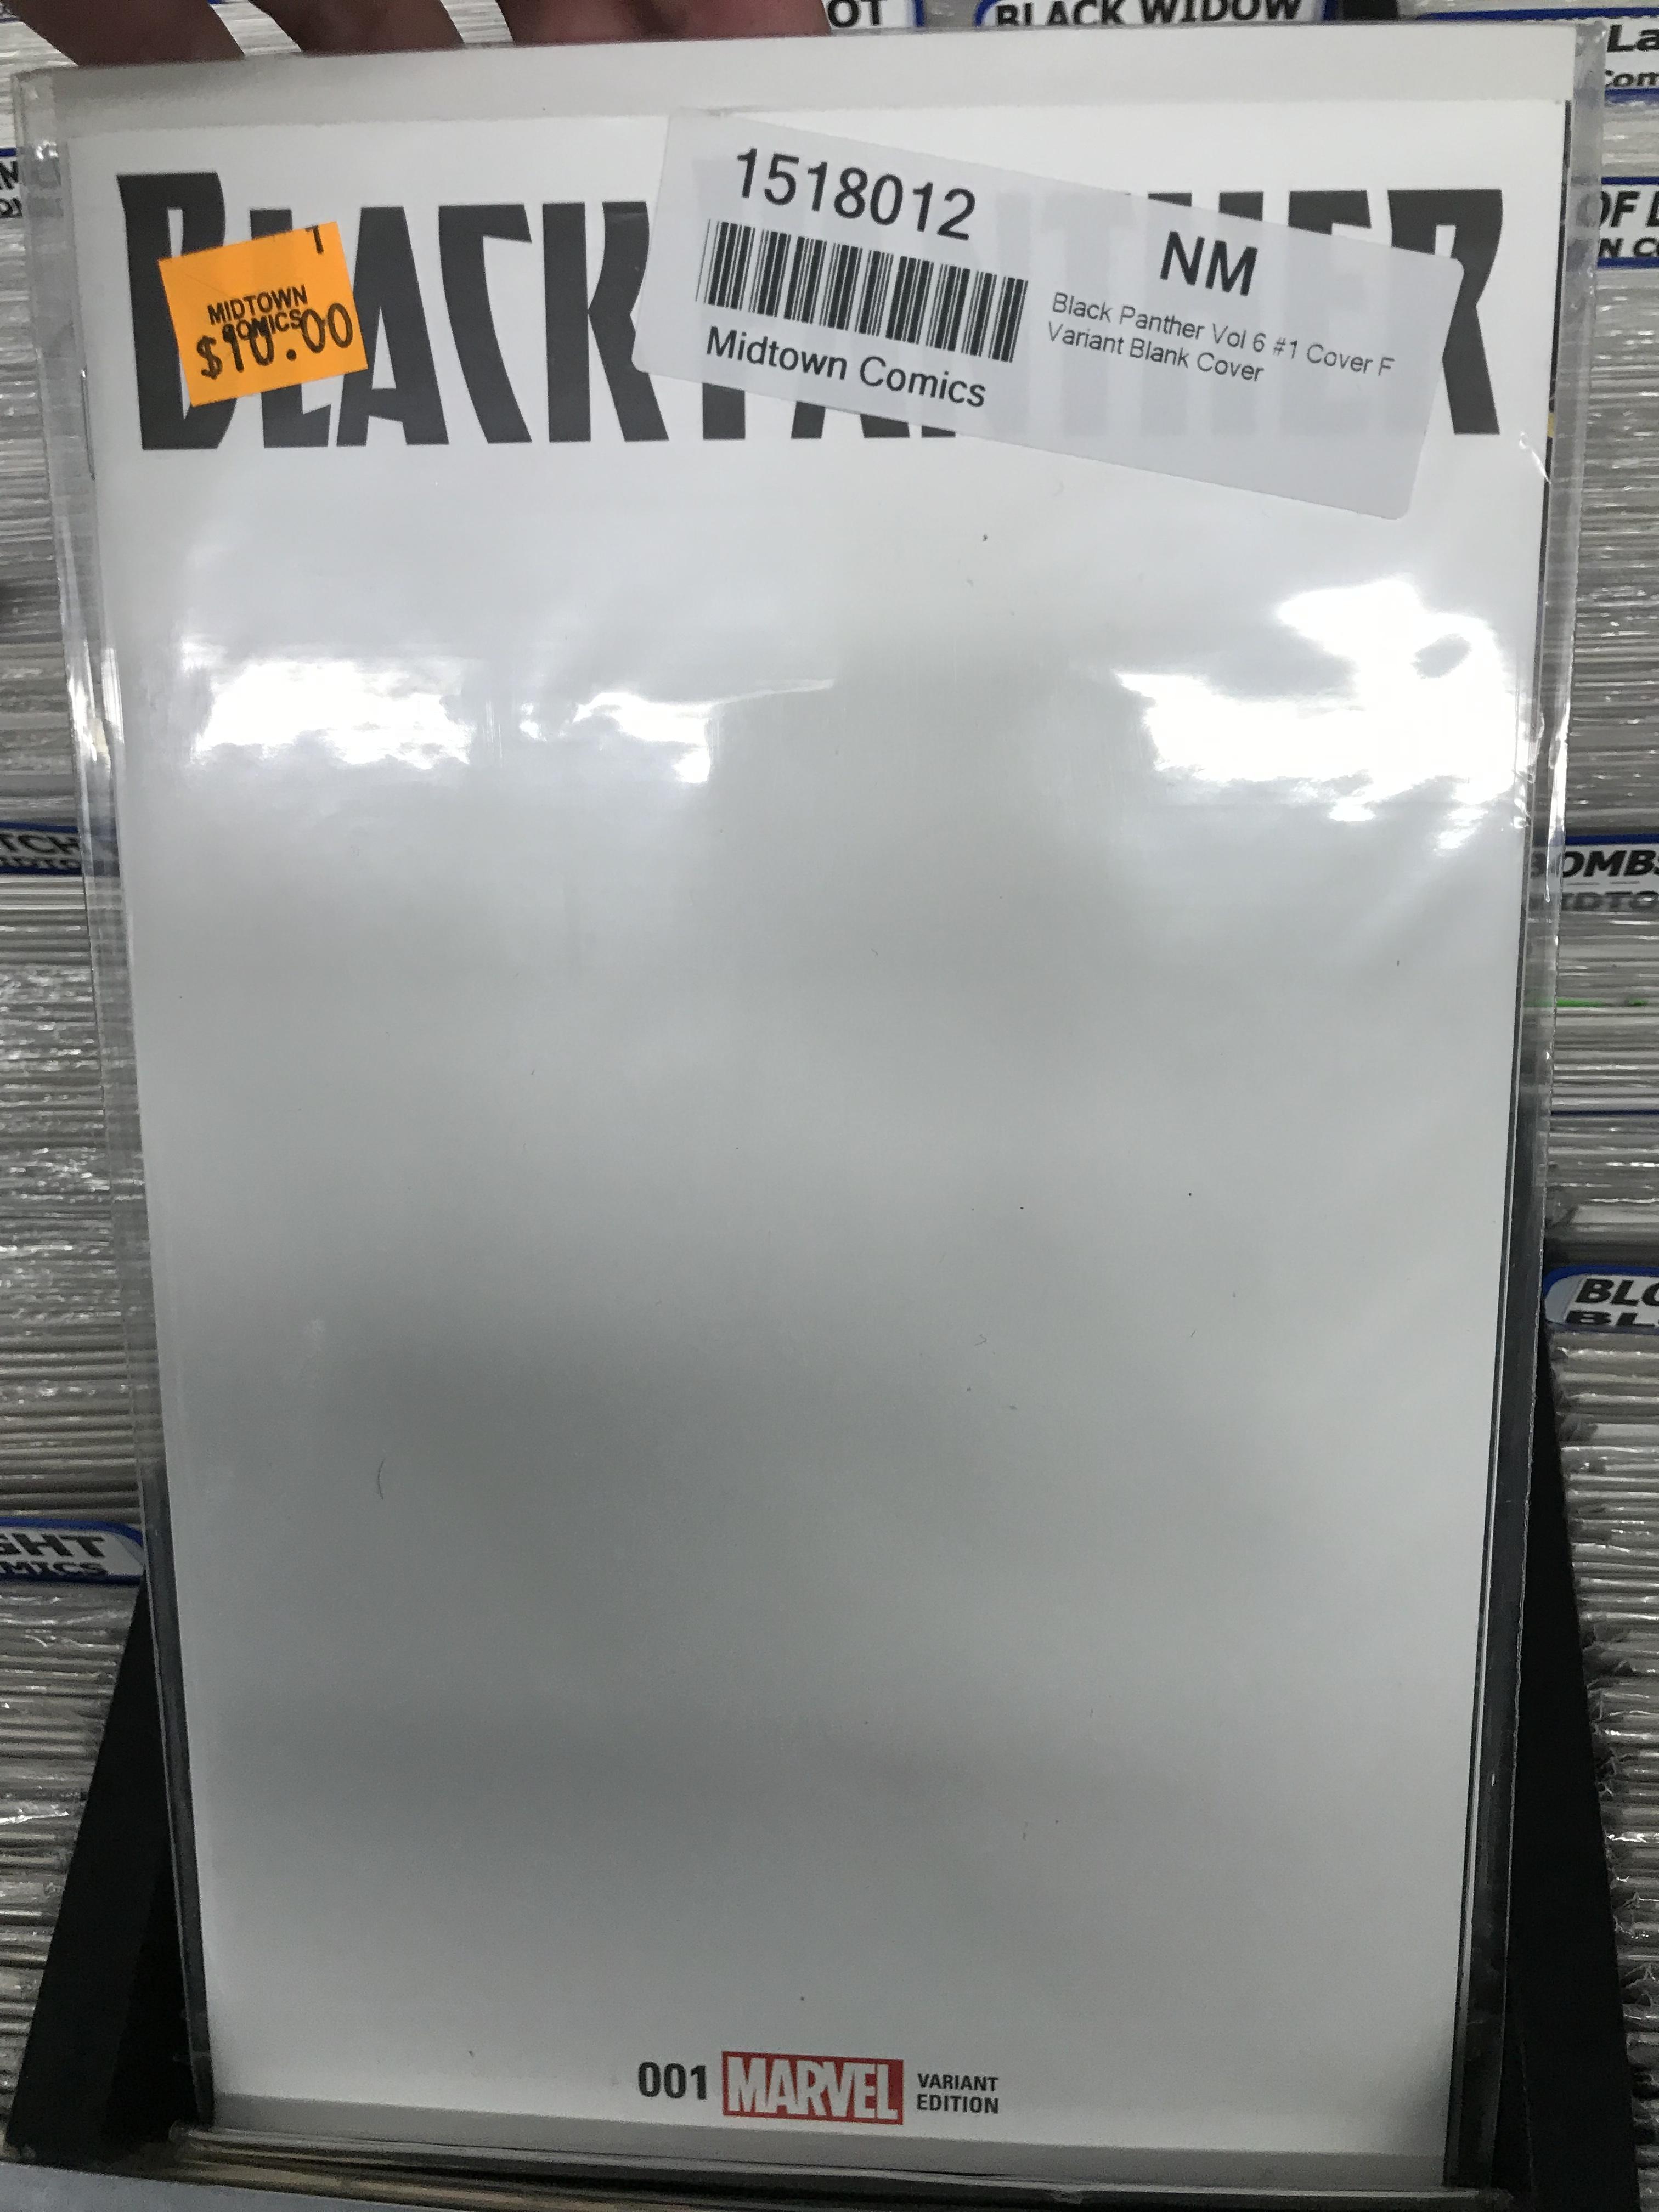 BLACK WIDOW
BLACK PANTHER
1
MIDTOWN
COMICS
$10.00
1518012
Midtown Comics
NM
Black Panther Vol 6 #1 Cover F
Variant Blank Cover
001 MARVEL VARIANT
EDITION